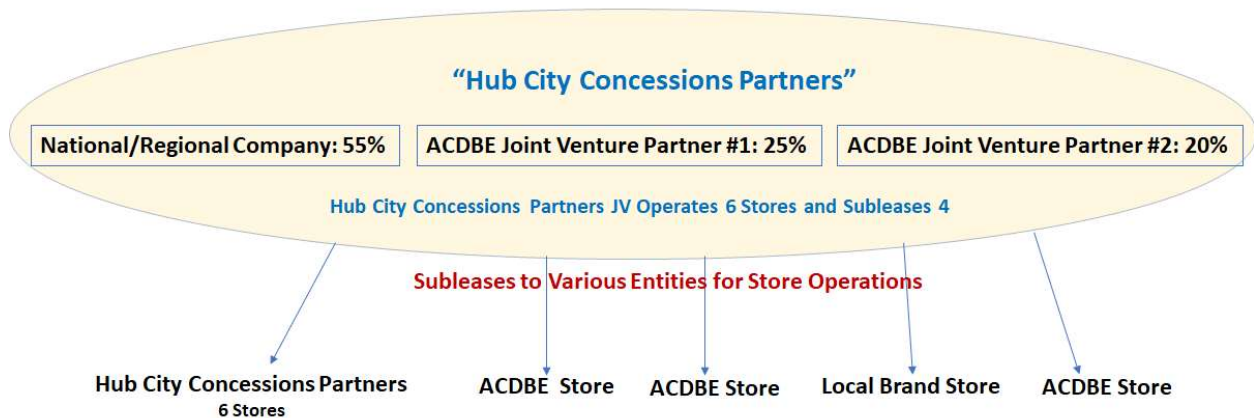 “Hub City Concessions Partners”
National/Regional Company: 55%
ACDBE Joint Venture Partner #1: 25%
ACDBE Joint Venture Partner #2: 20%
Hub City Concessions Partners JV Operates 6 Stores and Subleases 4
Subleases to Various Entities for Store Operations
Hub City Concessions Partners
6 Stores
ACDBE Store
ACDBE Store
Local Brand Store
ACDBE Store